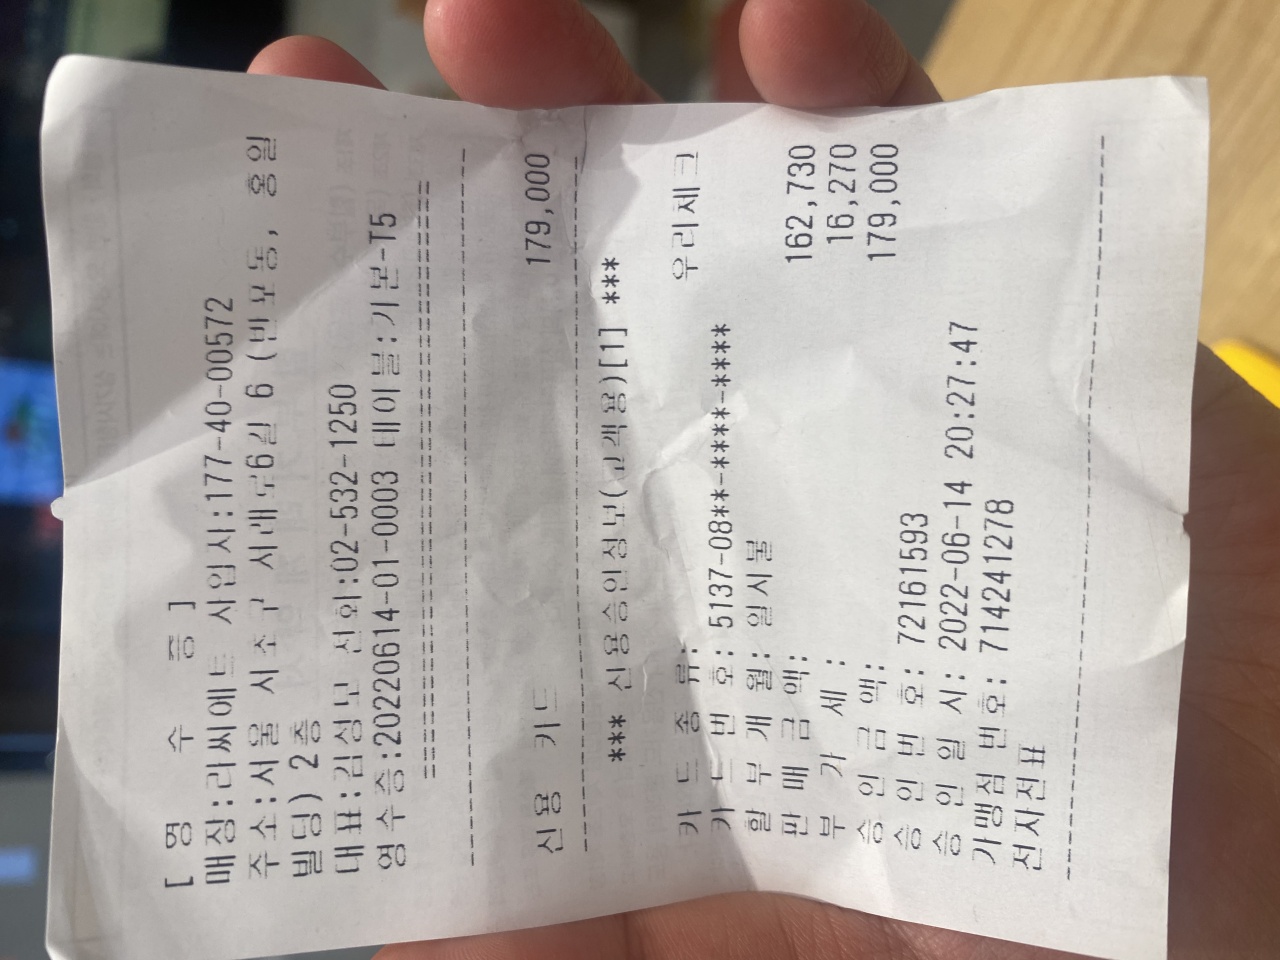 [ 영 수 증 ]
매장:라씨에드 사업자:177-40-00572
주소:서울 서초구 서래로6길 6 (반포동, 홍일
빌딩) 2층
대표:김성고 전화:02-532-1250
영수증:20220614-01-0003 테이블:기본-T5
신용 카드 179,000
*** 신용승인정보(고객용)[1] ***
카 드 종 류: 우리체크
카 드 번 호: 5137-08**-****-****
할 부 개 월: 일시불
판 매 금 액: 162,730
부 가 세 : 16,270
승 인 금 액: 179,000
승 인 번 호: 72161593
승 인 일 시: 2022-06-14 20:27:47
가맹점 번호: 714241278
전자전표